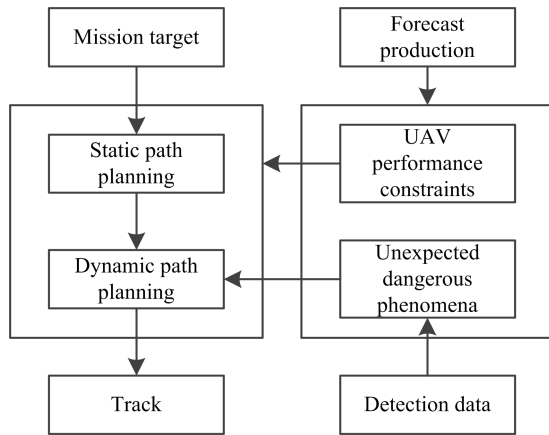 Mission target
Forecast
production
Static path
planning
UAV
performance
constraints
Dynamic path
planning
Unexpected
dangerous
phenomena
Track
Detection data